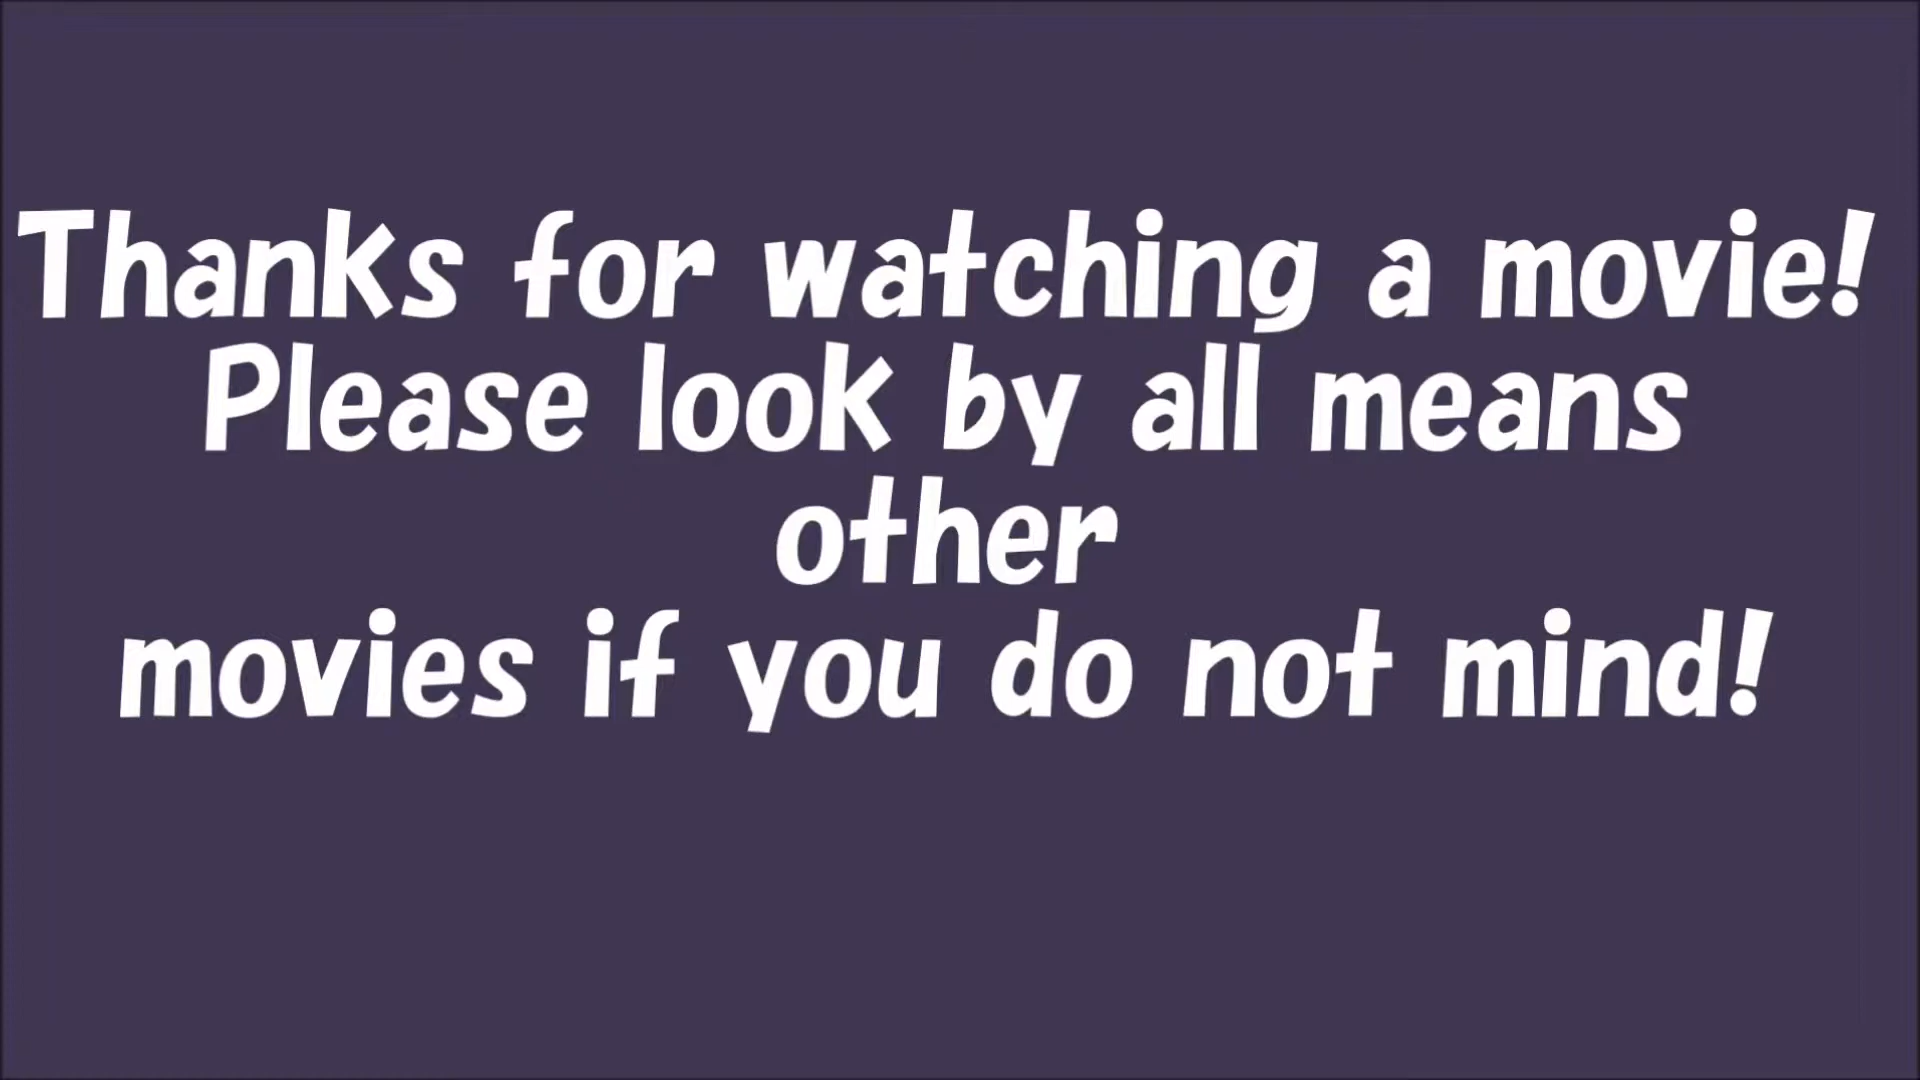 Thanks for watching a movie!
Please look by all means
other
movies if you do not mind!